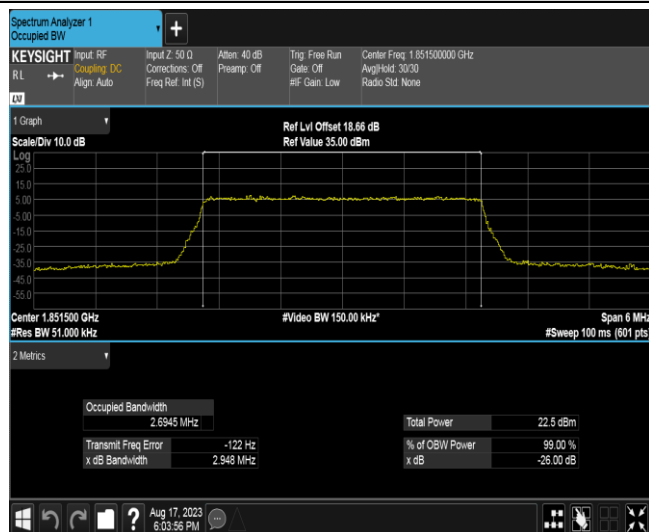 Spectrum Analyzer 1
Occupied BW
KEYSIGHT Input: RF Input Z: 50 Ω Atten: 40 dB Trig: Free Run Center Freq: 1.851500000 GHz
RL Coupling: DC Corrections: Off Preamp: Off Gate: Off Avg|Hold: 30/30
Align: Auto Freq Ref: Int (S) #IF Gain: Low Radio Std: None
LXI
1 Graph
Ref Lvl Offset 18.66 dB
Scale/Div 10.0 dB Ref Value 35.00 dBm
Log
25.0
15.0
5.00
-5.00
-15.0
-25.0
-35.0
-45.0
-55.0
Center 1.851500 GHz #Video BW 150.00 kHz* Span 6 MHz
#Res BW 51.000 kHz #Sweep 100 ms (601 pts)
2 Metrics
Occupied Bandwidth
2.6945 MHz Total Power 22.5 dBm
Transmit Freq Error -122 Hz % of OBW Power 99.00 %
x dB Bandwidth 2.948 MHz x dB -26.00 dB
? Aug 17, 2023
6:03:56 PM